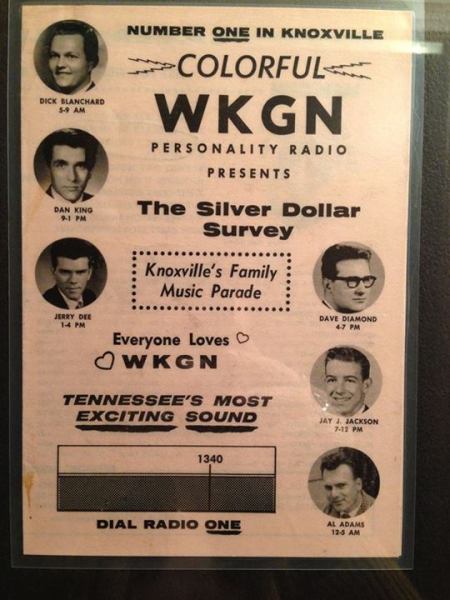 NUMBER ONE IN KNOXVILLE
COLORFUL
WKGN
PERSONALITY RADIO
PRESENTS
The Silver Dollar
Survey
Knoxville's Family
Music Parade
Everyone Loves
WKGN
TENNESSEE'S MOST
EXCITING SOUND
1340
DIAL RADIO ONE
DICK BLANCHARD
5-9 AM
DAN KING
9-1 PM
JERRY DEE
1-4 PM
DAVE DIAMOND
4-7 PM
JAY J. JACKSON
7-12 PM
AL ADAMS
12-5 AM